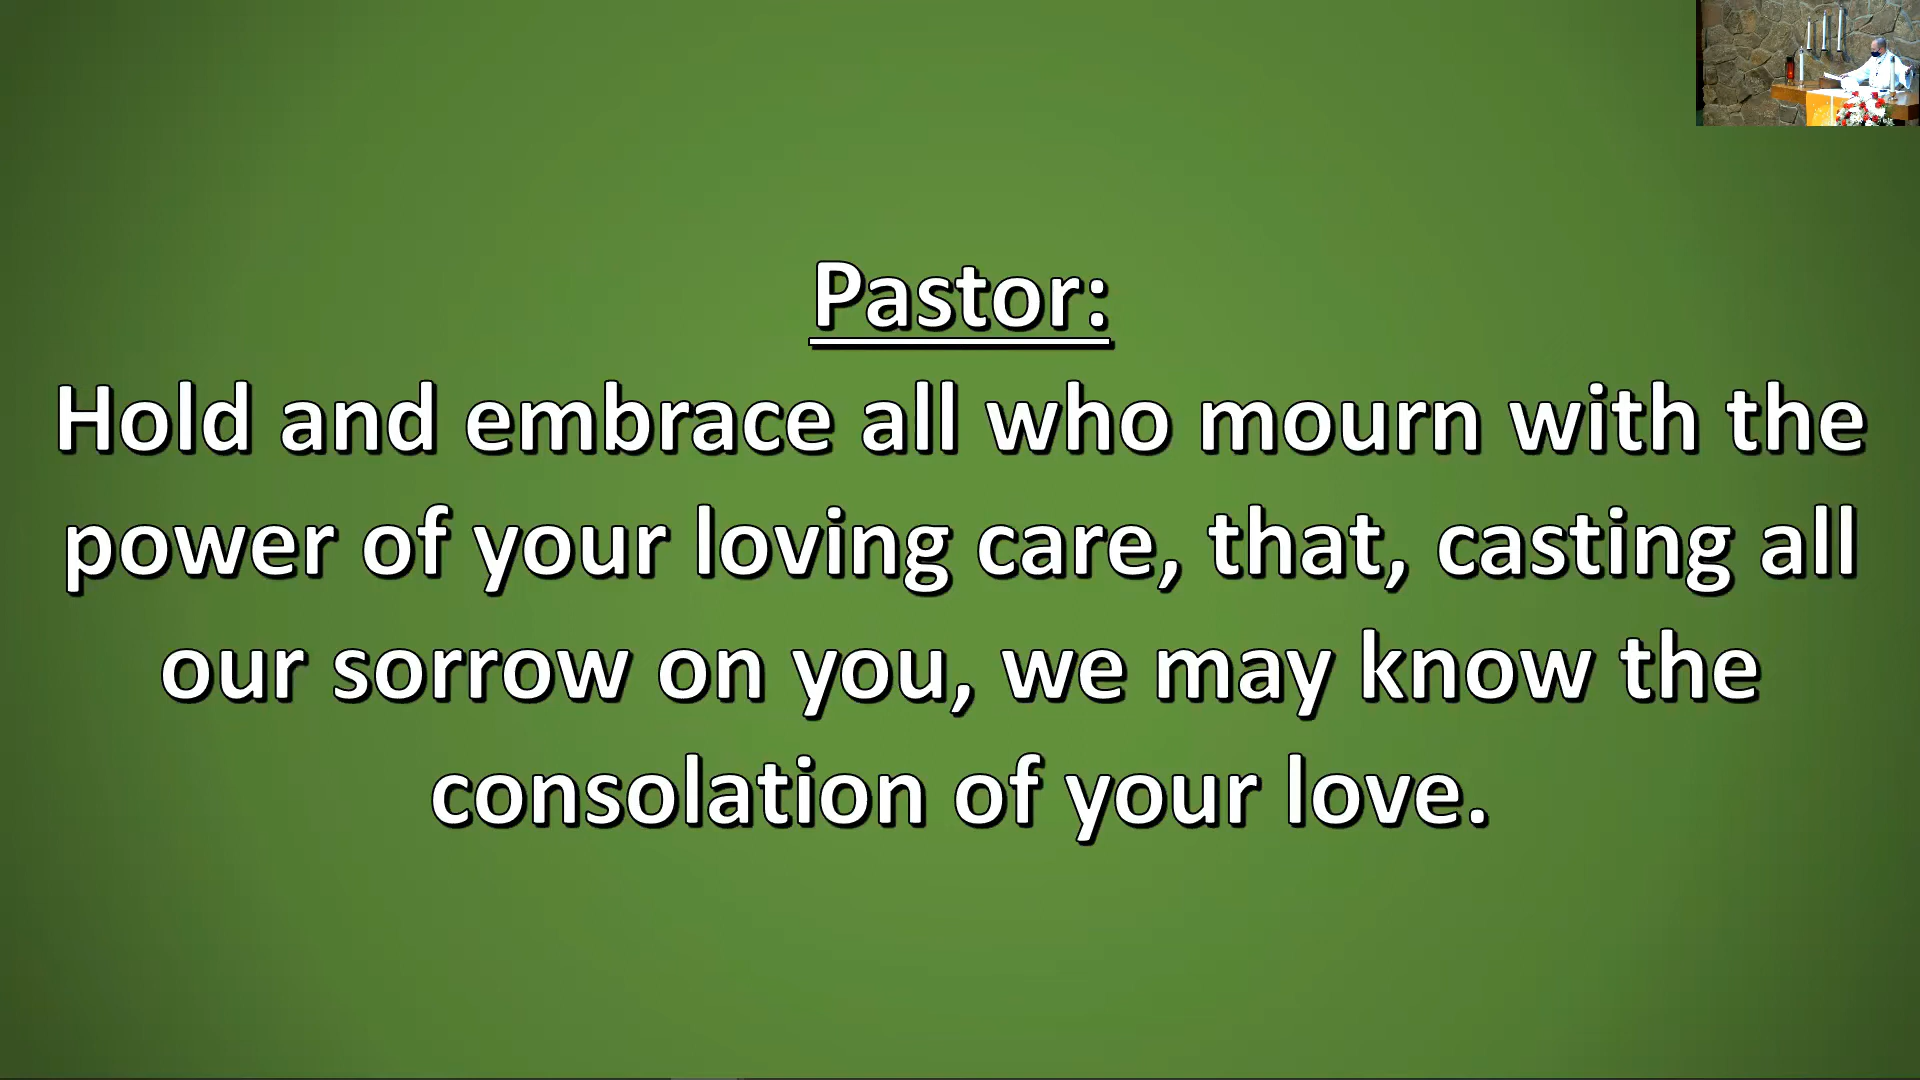 Pastor:
Hold and embrace all who mourn with the
power of your loving care, that, casting all
our sorrow on you, we may know the
consolation of your love.